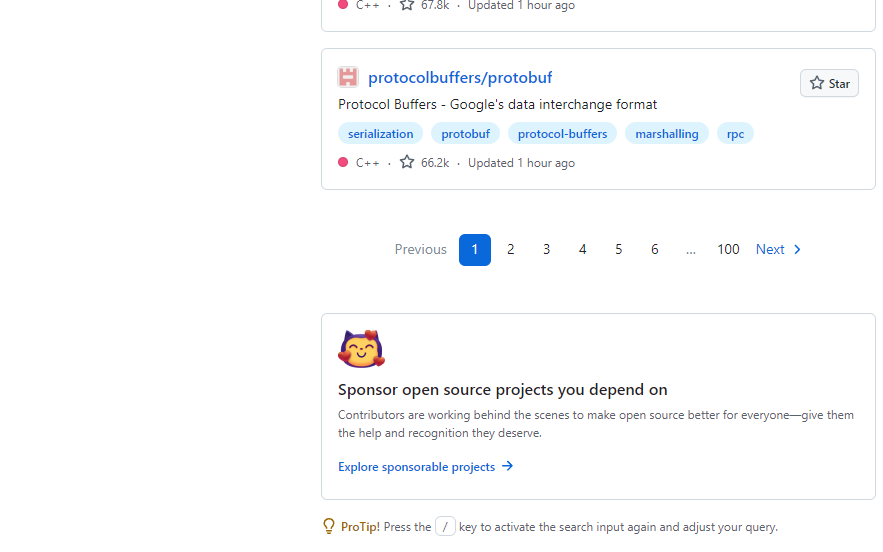 C++ · 67.8k · Updated 1 hour ago
protocolbuffers/protobuf
Star
Protocol Buffers - Google's data interchange format
serialization protobuf protocol-buffers marshalling rpc
C++ · 66.2k · Updated 1 hour ago
Previous 1 2 3 4 5 6 … 100 Next
Sponsor open source projects you depend on
Contributors are working behind the scenes to make open source better for everyone—give them
the help and recognition they deserve.
Explore sponsorable projects
ProTip! Press the / key to activate the search input again and adjust your query.